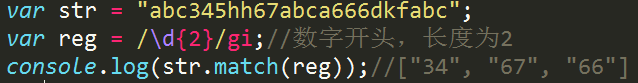 var str = "abc345hh67abca666dkfabc";
var reg = /\d{2}/gi;//数字开头，长度为2
console.log(str.match(reg));//["34", "67", "66"]